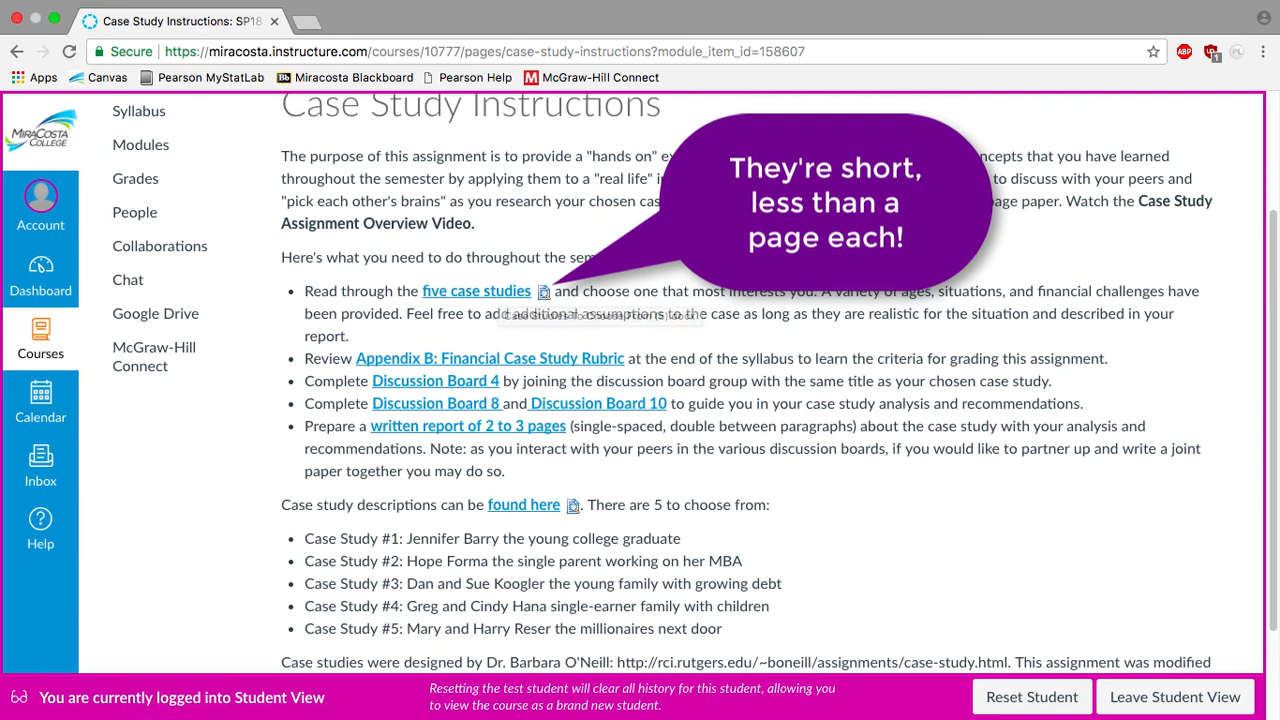 Case Study Instructions: SP18
Secure https://miracosta.instructure.com/courses/10777/pages/case-study-instructions?module_item_id=158607
ABP
1
PL
Apps Canvas Pearson MyStatLab Bb Miracosta Blackboard Pearson Help M McGraw-Hill Connect
MIRACOSTA COLLEGE
Account
Dashboard
Courses
Calendar
Inbox
Help
Syllabus
Modules
Grades
People
Collaborations
Chat
Google Drive
McGraw-Hill
Connect
Case Study Instructions
The purpose of this assignment is to provide a "hands on" ncepts that you have learned
throughout the semester by applying them to a "real life" to discuss with your peers and
"pick each other's brains" as you research your chosen page paper. Watch the Case Study
Assignment Overview Video.
Here's what you need to do throughout the
They're short,
less than a
page each!
• Read through the five case studies and choose one that most interests you. A variety of ages, situations, and financial challenges have
been provided. Feel free to add additional assumptions to the case as long as they are realistic for the situation and described in your
report.
• Review Appendix B: Financial Case Study Rubric at the end of the syllabus to learn the criteria for grading this assignment.
• Complete Discussion Board 4 by joining the discussion board group with the same title as your chosen case study.
• Complete Discussion Board 8 and Discussion Board 10 to guide you in your case study analysis and recommendations.
• Prepare a written report of 2 to 3 pages (single-spaced, double between paragraphs) about the case study with your analysis and
recommendations. Note: as you interact with your peers in the various discussion boards, if you would like to partner up and write a joint
paper together you may do so.
Case study descriptions can be found here . There are 5 to choose from:
• Case Study #1: Jennifer Barry the young college graduate
• Case Study #2: Hope Forma the single parent working on her MBA
• Case Study #3: Dan and Sue Koogler the young family with growing debt
• Case Study #4: Greg and Cindy Hana single-earner family with children
• Case Study #5: Mary and Harry Reser the millionaires next door
Case studies were designed by Dr. Barbara O'Neill: http://rci.rutgers.edu/~boneill/assignments/case-study.html. This assignment was modified
You are currently logged into Student View
Resetting the test student will clear all history for this student, allowing you
to view the course as a brand new student.
Reset Student
Leave Student View